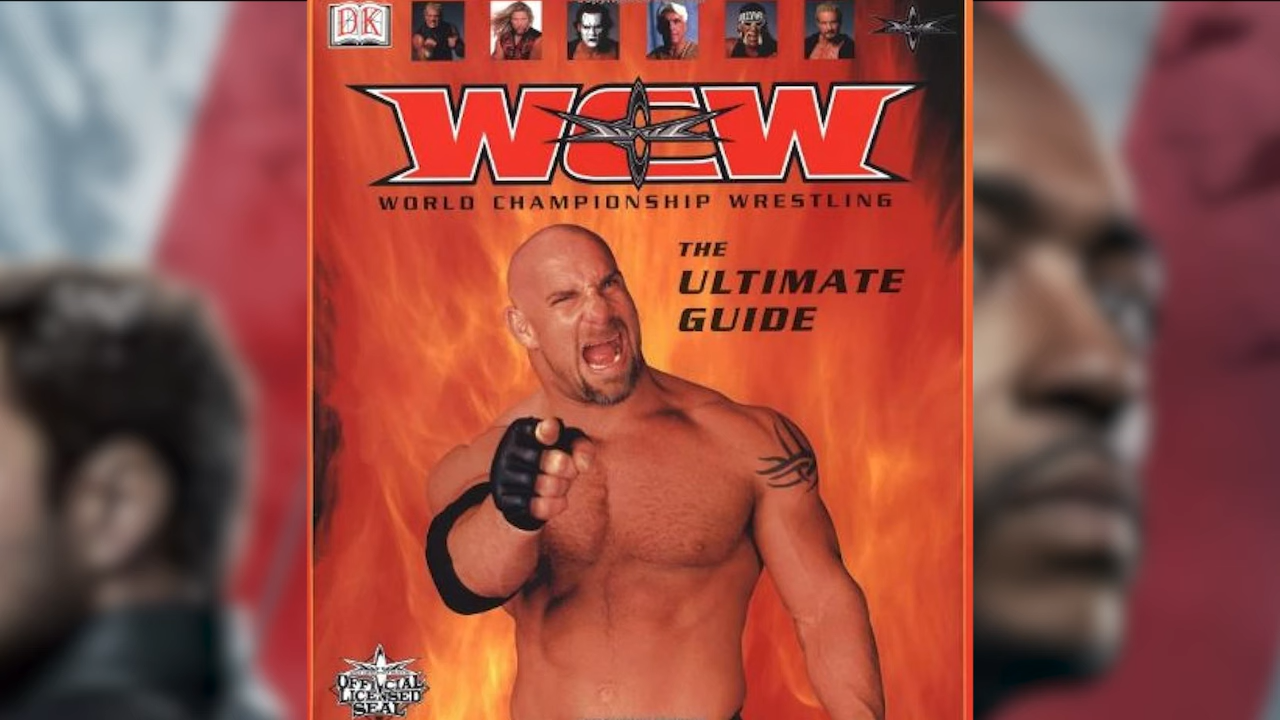 DK
WCW
WORLD CHAMPIONSHIP WRESTLING
THE
ULTIMATE
GUIDE
OFFICIAL
LICENSED
SEAL